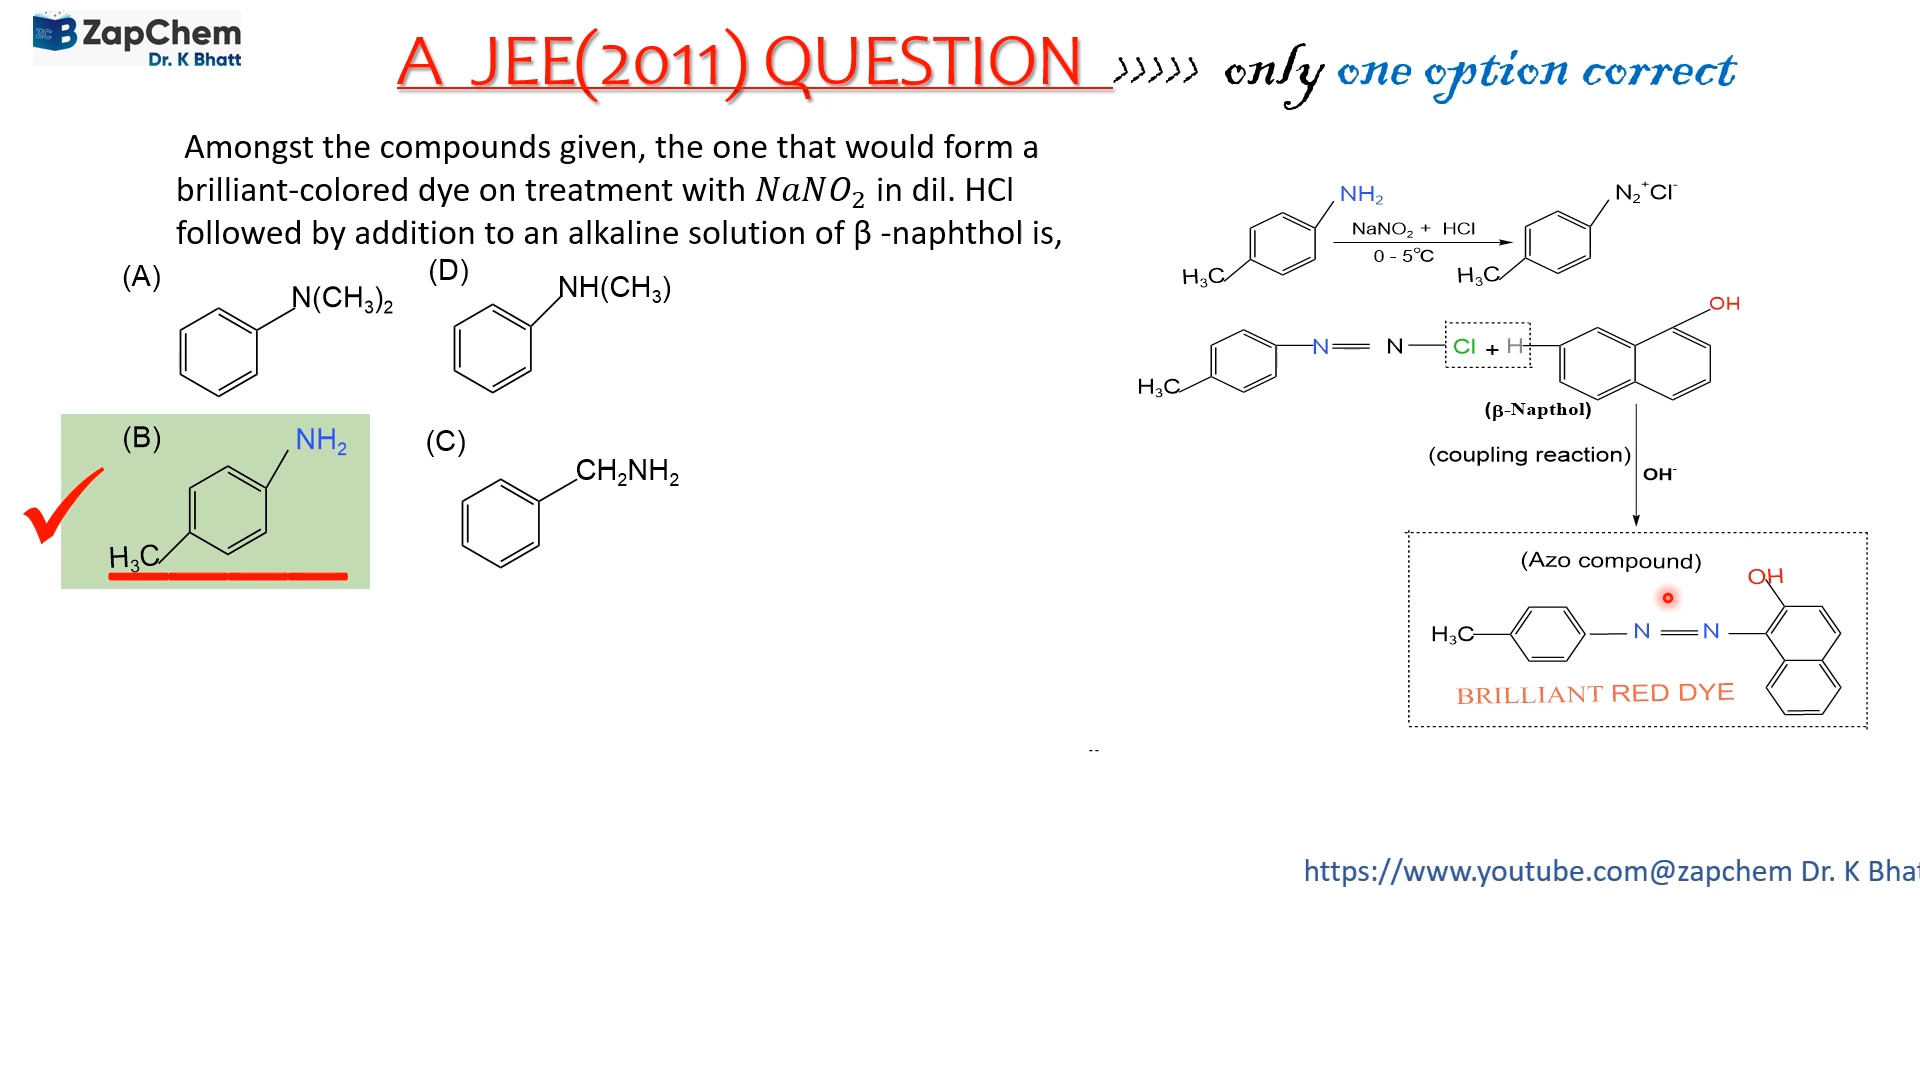 ZC B ZapChem
Dr. K Bhatt
A JEE(2011) QUESTION >>>>> only one option correct
Amongst the compounds given, the one that would form a
brilliant-colored dye on treatment with NaNO₂ in dil. HCl
followed by addition to an alkaline solution of β -naphthol is,
(A)
N(CH₃)₂
(D)
NH(CH₃)
(B)
NH₂
H₃C
(C)
CH₂NH₂
NH₂
H₃C
NaNO₂ + HCl
0 - 5°C
N₂⁺Cl⁻
H₃C
H₃C
N = N Cl + H
OH
(β-Napthol)
(coupling reaction)
OH⁻
(Azo compound)
OH
H₃C N = N
BRILLIANT RED DYE
--
https://www.youtube.com@zapchem Dr. K Bhat